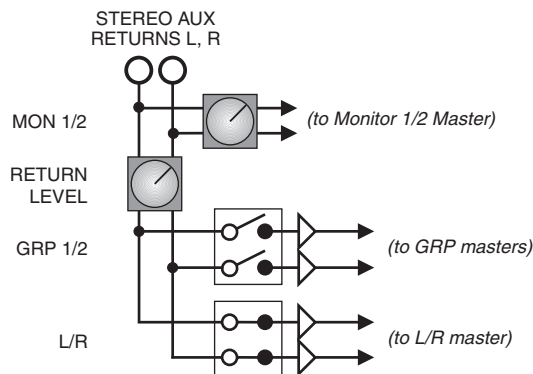 STEREO AUX
RETURNS L, R
MON 1/2
(to Monitor 1/2 Master)
RETURN
LEVEL
GRP 1/2
(to GRP masters)
L/R
(to L/R master)